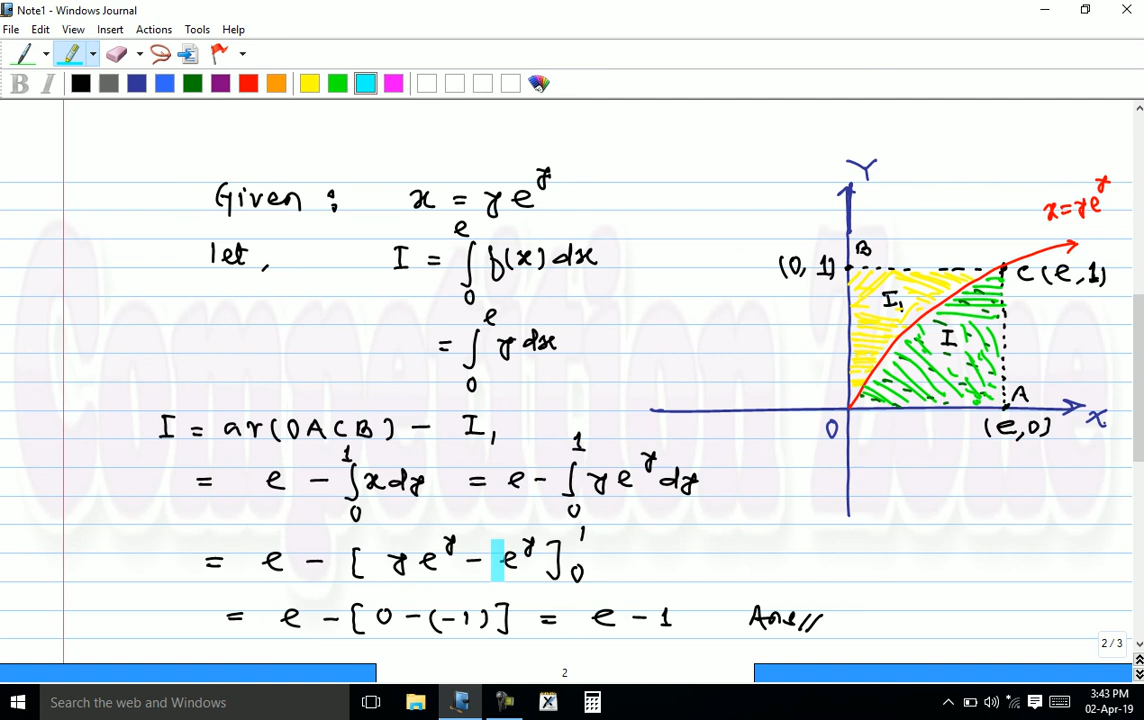 Note1 - Windows Journal
File Edit View Insert Actions Tools Help
B I
Given : x = y e^y
let, I = ∫_0^e f(x) dx
= ∫_0^e y dx
I = ar(OACB) - I₁
= e - ∫_0^1 x dy = e - ∫_0^1 y e^y dy
= e - [ y e^y - e^y ]_0^1
= e - [0 - (-1)] = e - 1 Ans//
Y
x = y e^y
B
(0, 1)
C (e, 1)
I₁
I
A
O
(e, 0)
X
Competition Zone
2 / 3
2
Search the web and Windows
3:43 PM
02-Apr-19